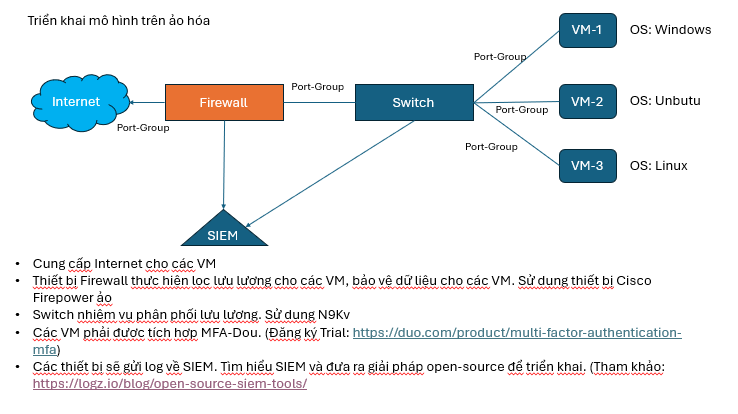 Triển khai mô hình trên ảo hóa
VM-1
OS: Windows
Port-Group
Internet
Firewall
Port-Group
Switch
VM-2
OS: Unbutu
Port-Group
Port-Group
Port-Group
VM-3
OS: Linux
SIEM
• Cung cấp Internet cho các VM
• Thiết bị Firewall thực hiện lọc lưu lượng cho các VM, bảo vệ dữ liệu cho các VM. Sử dụng thiết bị Cisco
Firepower ảo
• Switch nhiệm vụ phân phối lưu lượng. Sử dụng N9Kv
• Các VM phải được tích hợp MFA-Dou. (Đăng ký Trial: https://duo.com/product/multi-factor-authentication-
mfa)
• Các thiết bị sẽ gửi log về SIEM. Tìm hiểu SIEM và đưa ra giải pháp open-source để triển khai. (Tham khảo:
https://logz.io/blog/open-source-siem-tools/